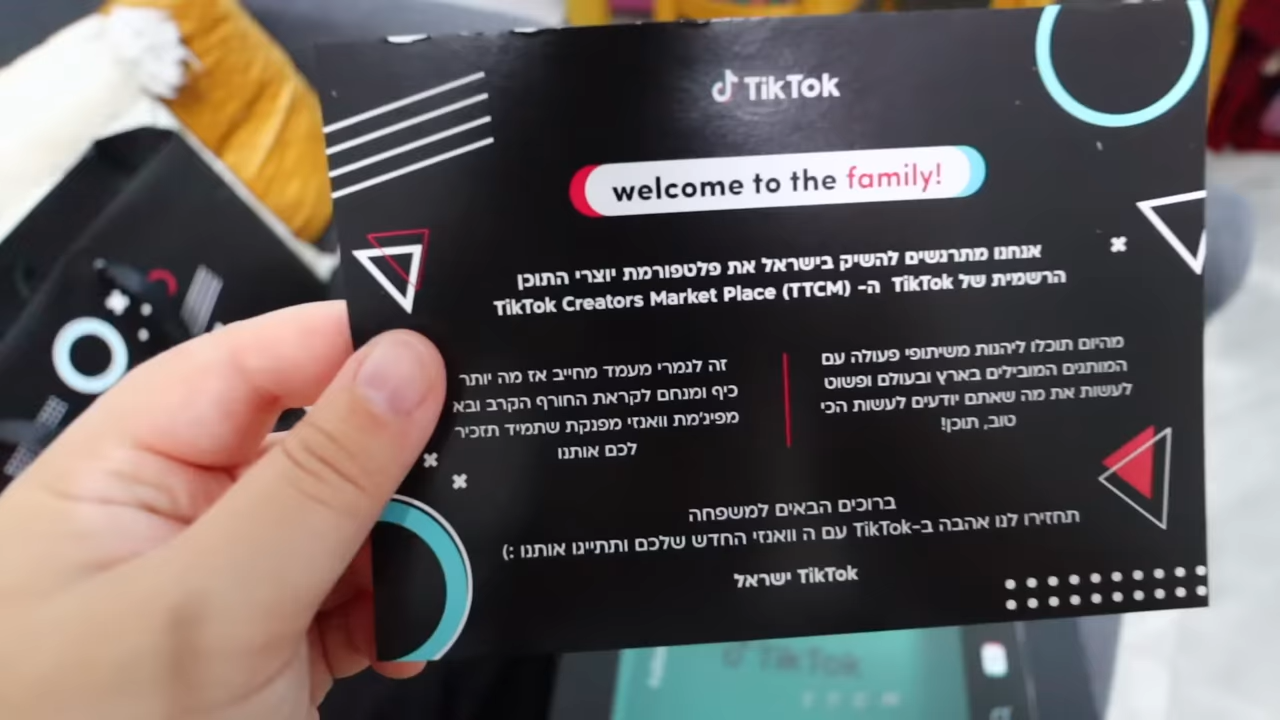 TikTok
welcome to the family!
אנחנו מתרגשים להשיק בישראל את פלטפורמת יוצרי התוכן
הרשמית של TikTok ה- TikTok Creators Market Place (TTCM)
מהיום תוכלו ליהנות משיתופי פעולה עם
המותגים המובילים בארץ ובעולם ופשוט
לעשות את מה שאתם יודעים לעשות הכי
טוב, תוכן!
זה לגמרי מעמד מחייב אז מה יותר
כיף ומנחם לקראת החורף הקרב ובא
מפיג׳מת וואנזי מפנקת שתמיד תזכיר
לכם אותנו
ברוכים הבאים למשפחה
תחזירו לנו אהבה ב-TikTok עם ה וואנזי החדש שלכם ותתייגו אותנו :)
TikTok ישראל
TikTok
TTCM